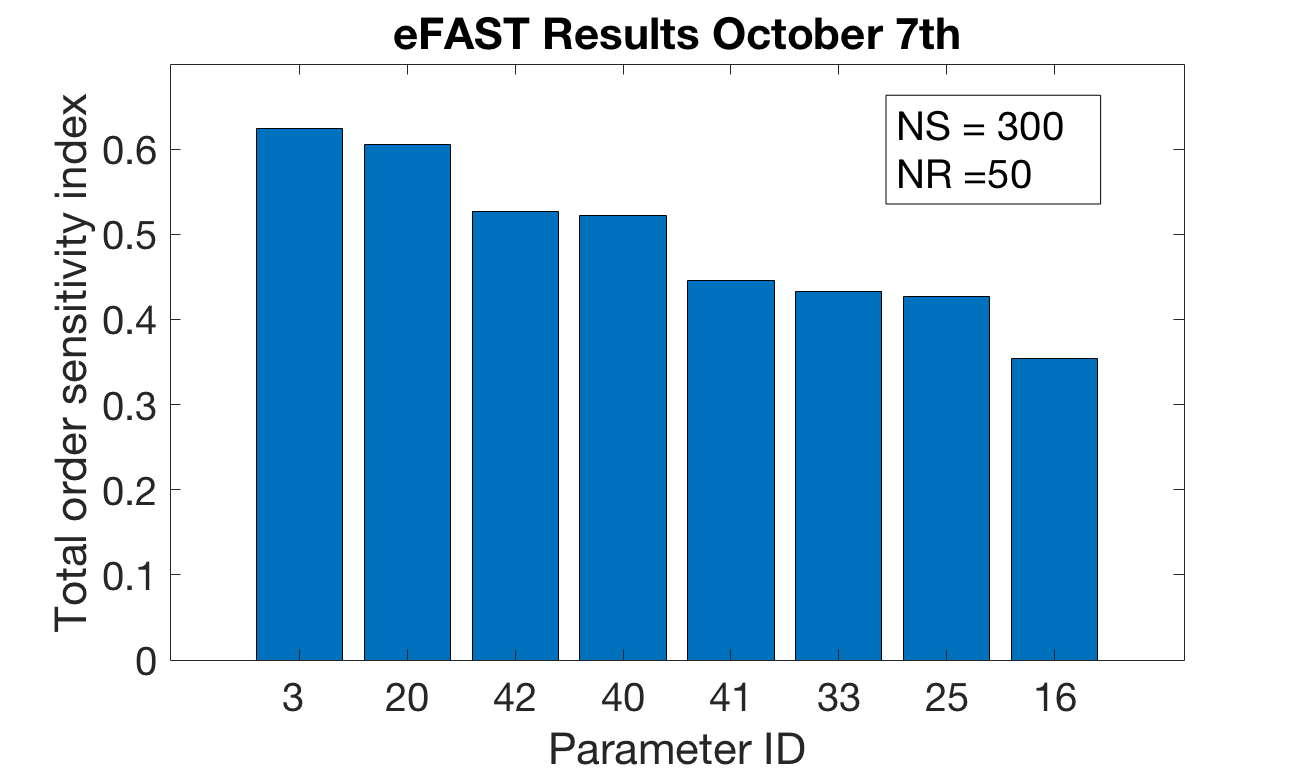 eFAST Results October 7th
NS = 300
NR =50
Total order sensitivity index
0.6
0.5
0.4
0.3
0.2
0.1
0
3 20 42 40 41 33 25 16
Parameter ID